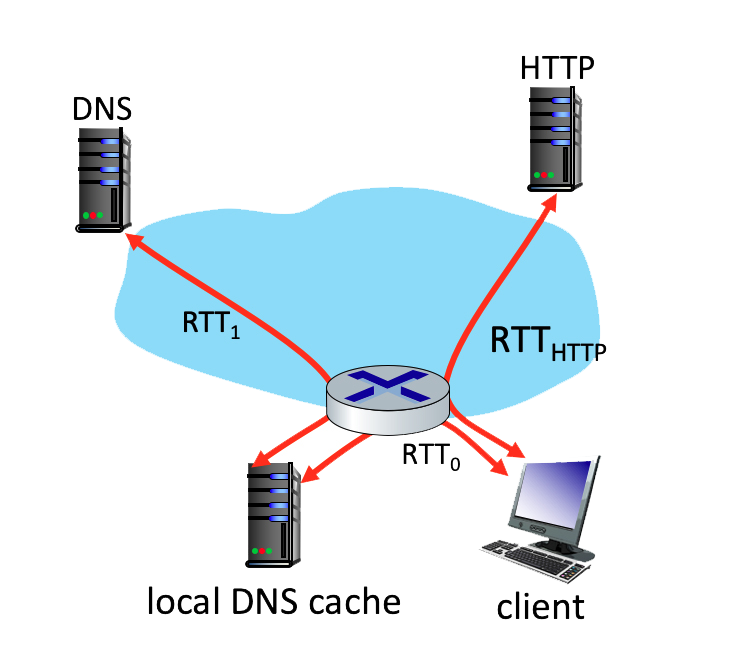 HTTP
DNS
RTT1
RTTHTTP
RTT0
local DNS cache
client